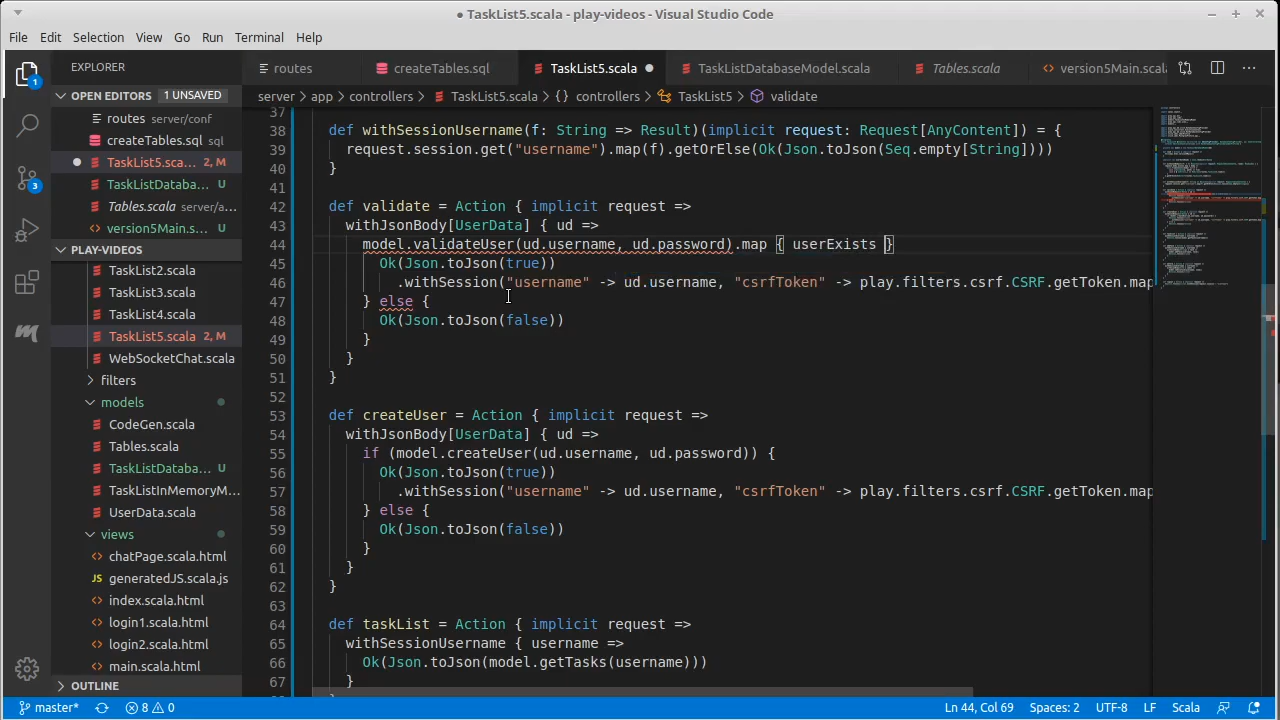 TaskList5.scala - play-videos - Visual Studio Code
File Edit Selection View Go Run Terminal Help
EXPLORER
OPEN EDITORS 1 UNSAVED
routes server/conf
createTables.sql sql
TaskList5.sca... 2, M
TaskListDataba... U
Tables.scala server/a...
version5Main.s... U
PLAY-VIDEOS
TaskList2.scala
TaskList3.scala
TaskList4.scala
TaskList5.scala 2, M
WebSocketChat.scala
filters
models
CodeGen.scala
Tables.scala
TaskListDataba... U
TaskListInMemoryM...
UserData.scala
views
chatPage.scala.html
JS generatedJS.scala.js
index.scala.html
login1.scala.html
login2.scala.html
main.scala.html
OUTLINE
1
3
routes createTables.sql TaskList5.scala TaskListDatabaseModel.scala Tables.scala version5Main.scala
server > app > controllers > TaskList5.scala > {} controllers > TaskList5 > validate
37
38 def withSessionUsername(f: String => Result)(implicit request: Request[AnyContent]) = {
39 request.session.get("username").map(f).getOrElse(Ok(Json.toJson(Seq.empty[String])))
40 }
41
42 def validate = Action { implicit request =>
43 withJsonBody[UserData] { ud =>
44 model.validateUser(ud.username, ud.password).map { userExists }
45 Ok(Json.toJson(true))
46 .withSession("username" -> ud.username, "csrfToken" -> play.filters.csrf.CSRF.getToken.map
47 } else {
48 Ok(Json.toJson(false))
49 }
50 }
51 }
52
53 def createUser = Action { implicit request =>
54 withJsonBody[UserData] { ud =>
55 if (model.createUser(ud.username, ud.password)) {
56 Ok(Json.toJson(true))
57 .withSession("username" -> ud.username, "csrfToken" -> play.filters.csrf.CSRF.getToken.map
58 } else {
59 Ok(Json.toJson(false))
60 }
61 }
62 }
63
64 def taskList = Action { implicit request =>
65 withSessionUsername { username =>
66 Ok(Json.toJson(model.getTasks(username)))
67 }
master* 8 0 Ln 44, Col 69 Spaces: 2 UTF-8 LF Scala